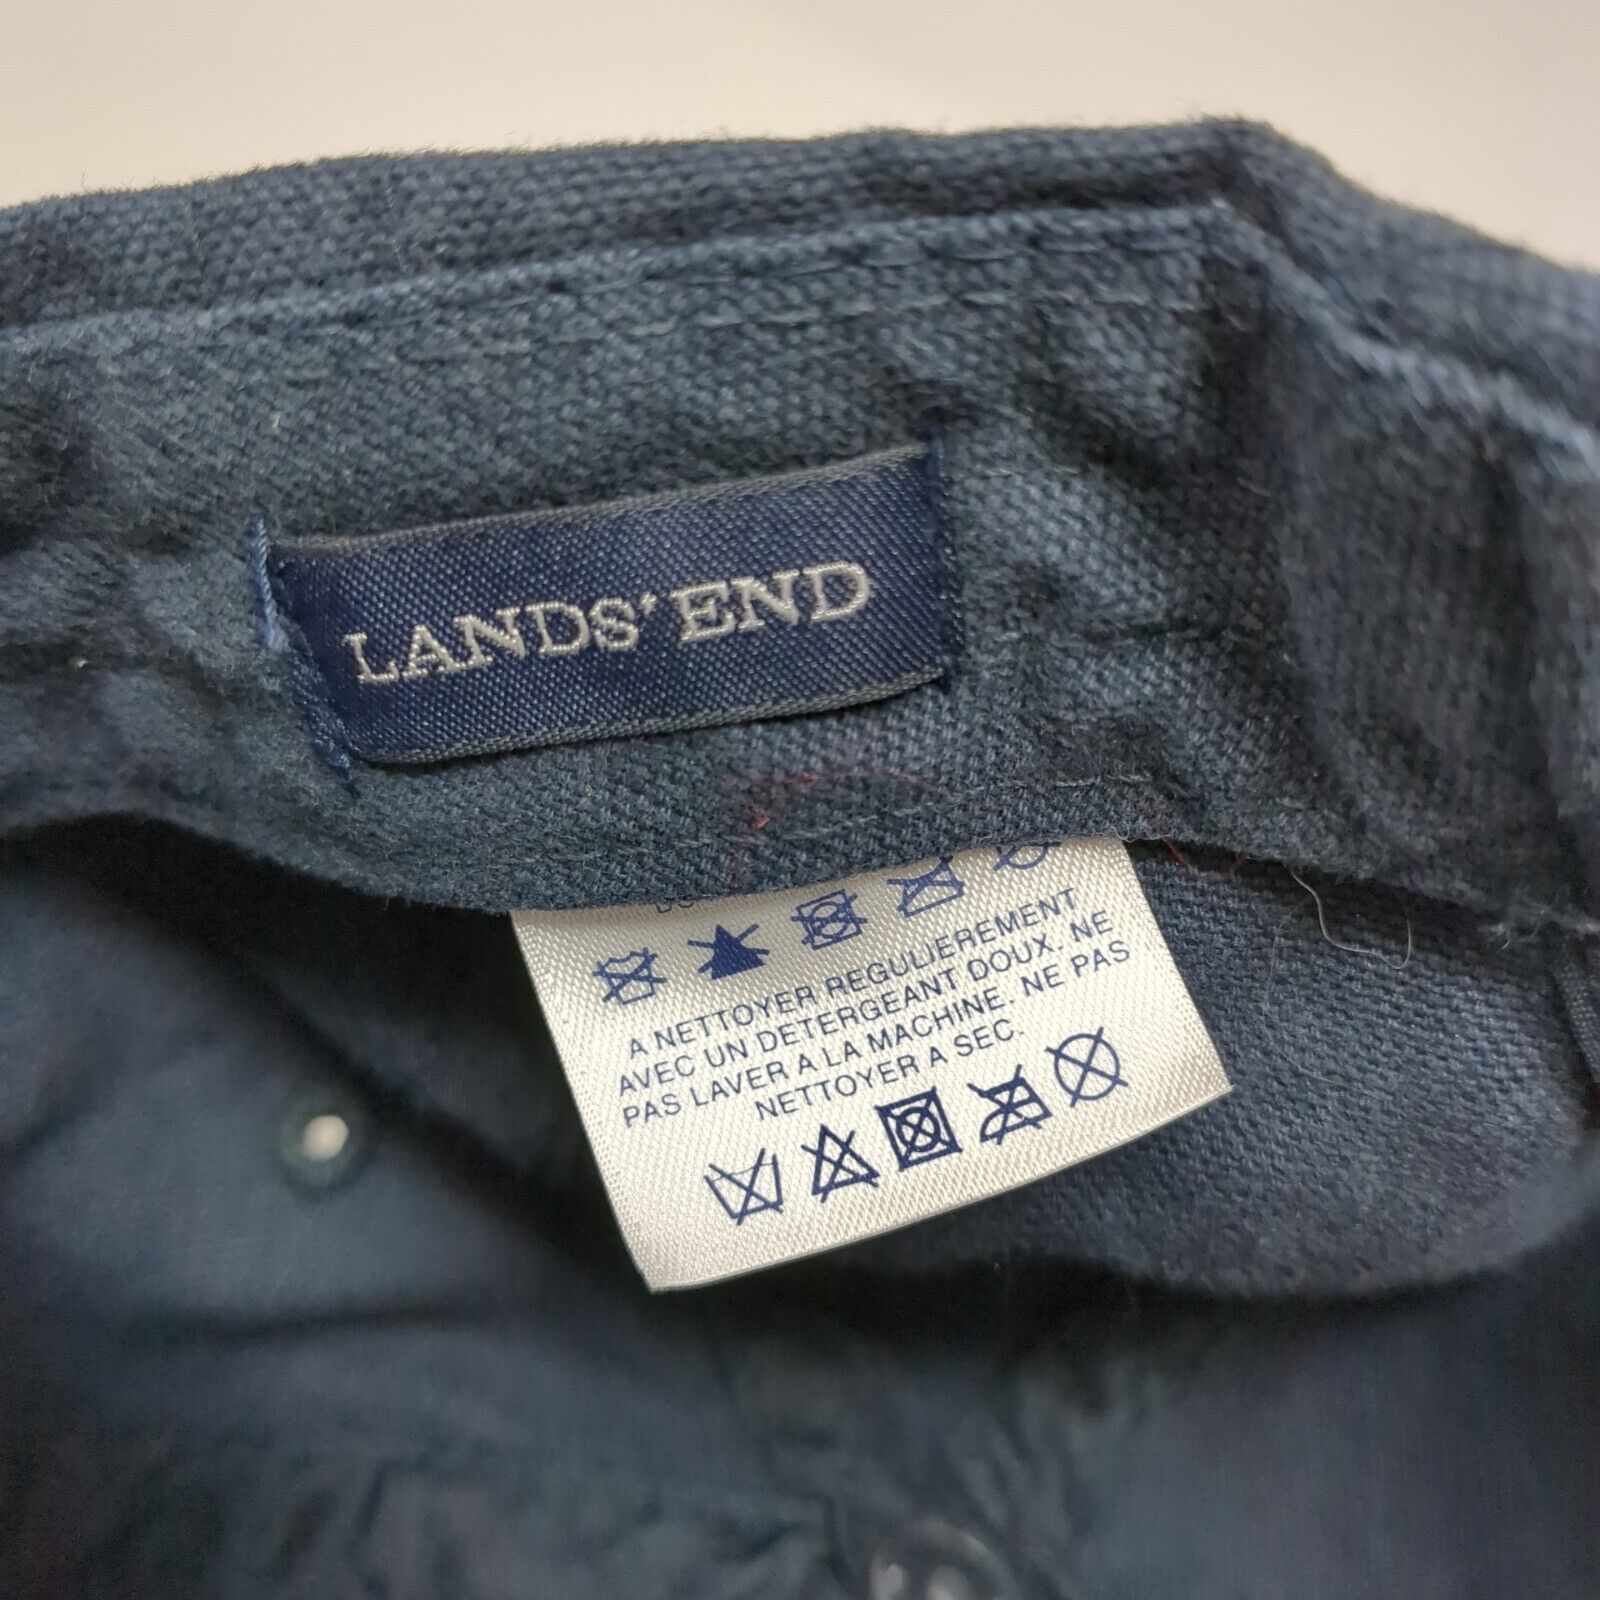 LANDS' END
A NETTOYER REGULIEREMENT
AVEC UN DETERGEANT DOUX. NE
PAS LAVER A LA MACHINE. NE PAS
NETTOYER A SEC.